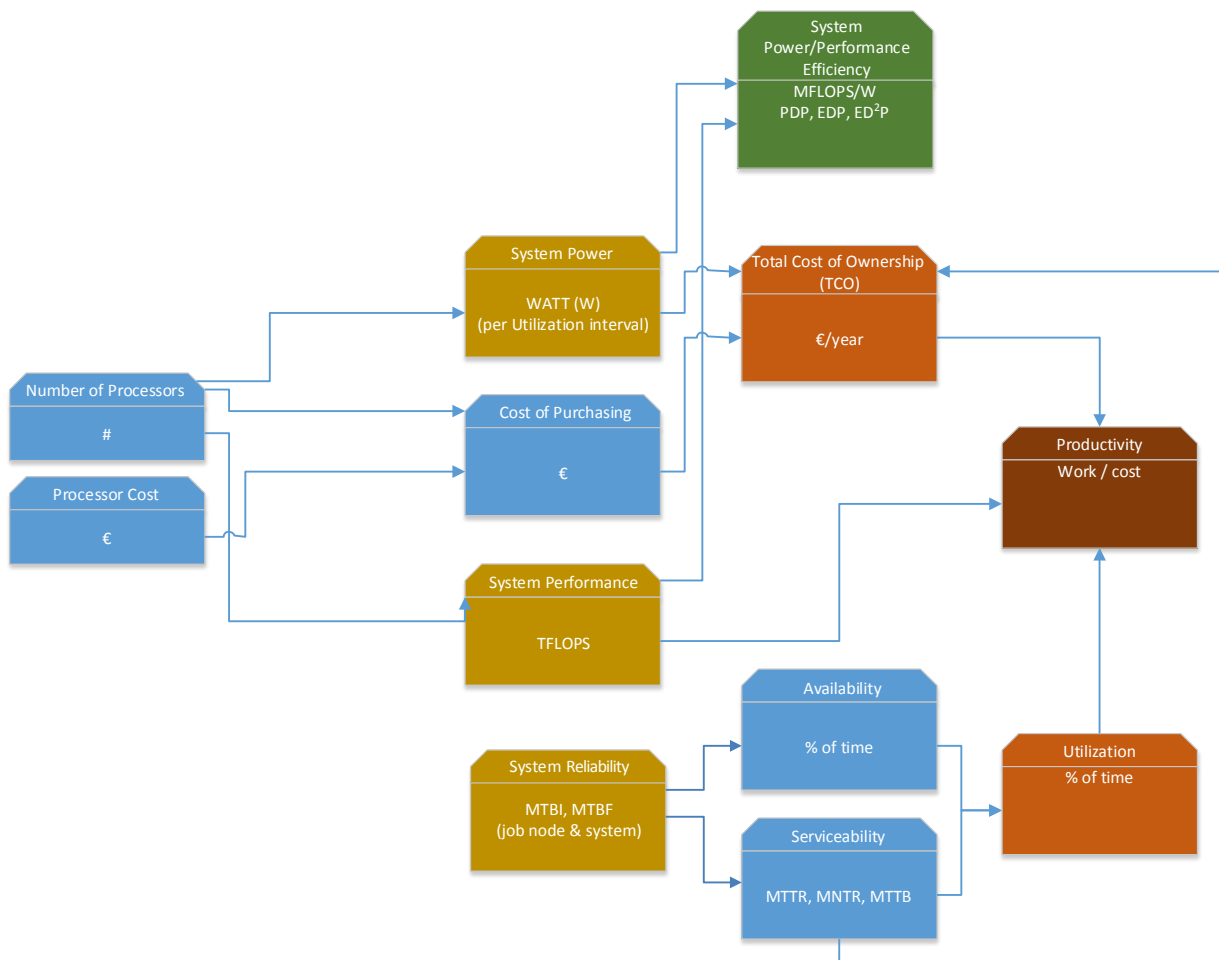 System
Power/Performance
Efficiency
MFLOPS/W
PDP, EDP, ED²P
System Power
WATT (W)
(per Utilization interval)
Total Cost of Ownership
(TCO)
€/year
Number of Processors
#
Cost of Purchasing
€
Productivity
Work / cost
Processor Cost
€
System Performance
TFLOPS
Availability
% of time
System Reliability
MTBI, MTBF
(job node & system)
Utilization
% of time
Serviceability
MTTR, MNTR, MTTB